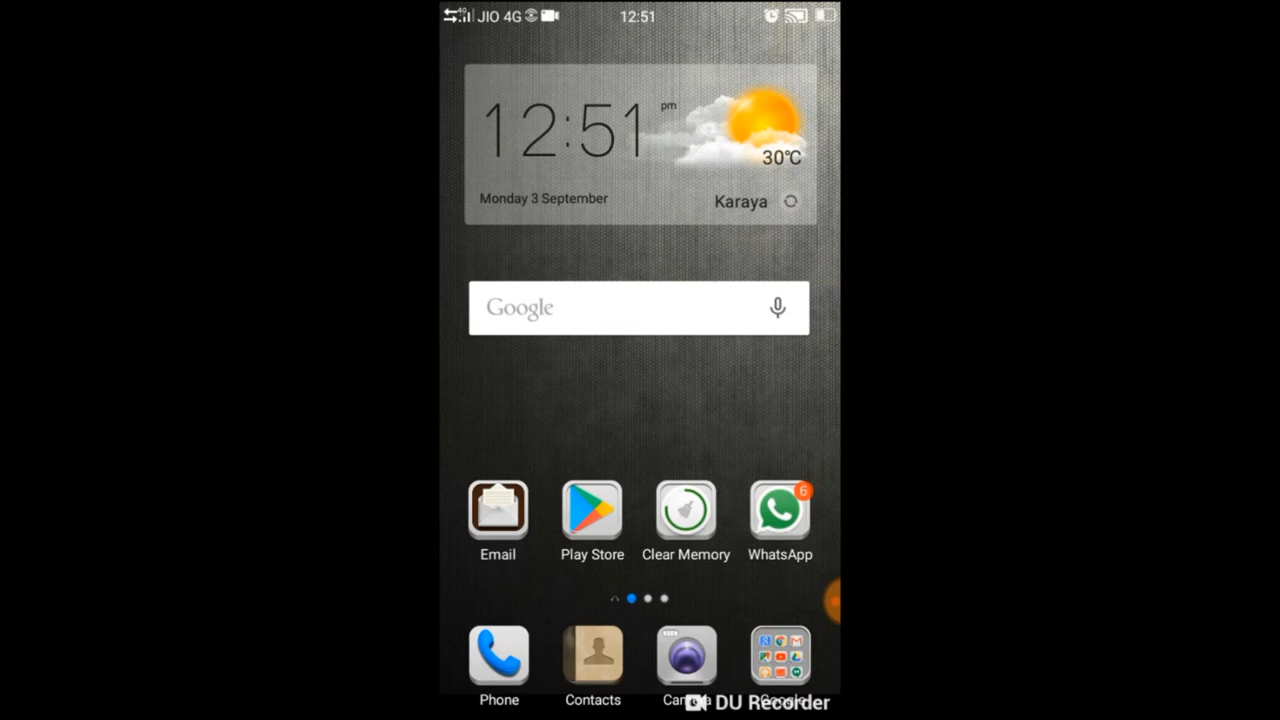 JIO 4G 12:51
12:51 pm
30°C
Monday 3 September Karaya
Google
6
Email Play Store Clear Memory WhatsApp
Phone Contacts Google
DU Recorder